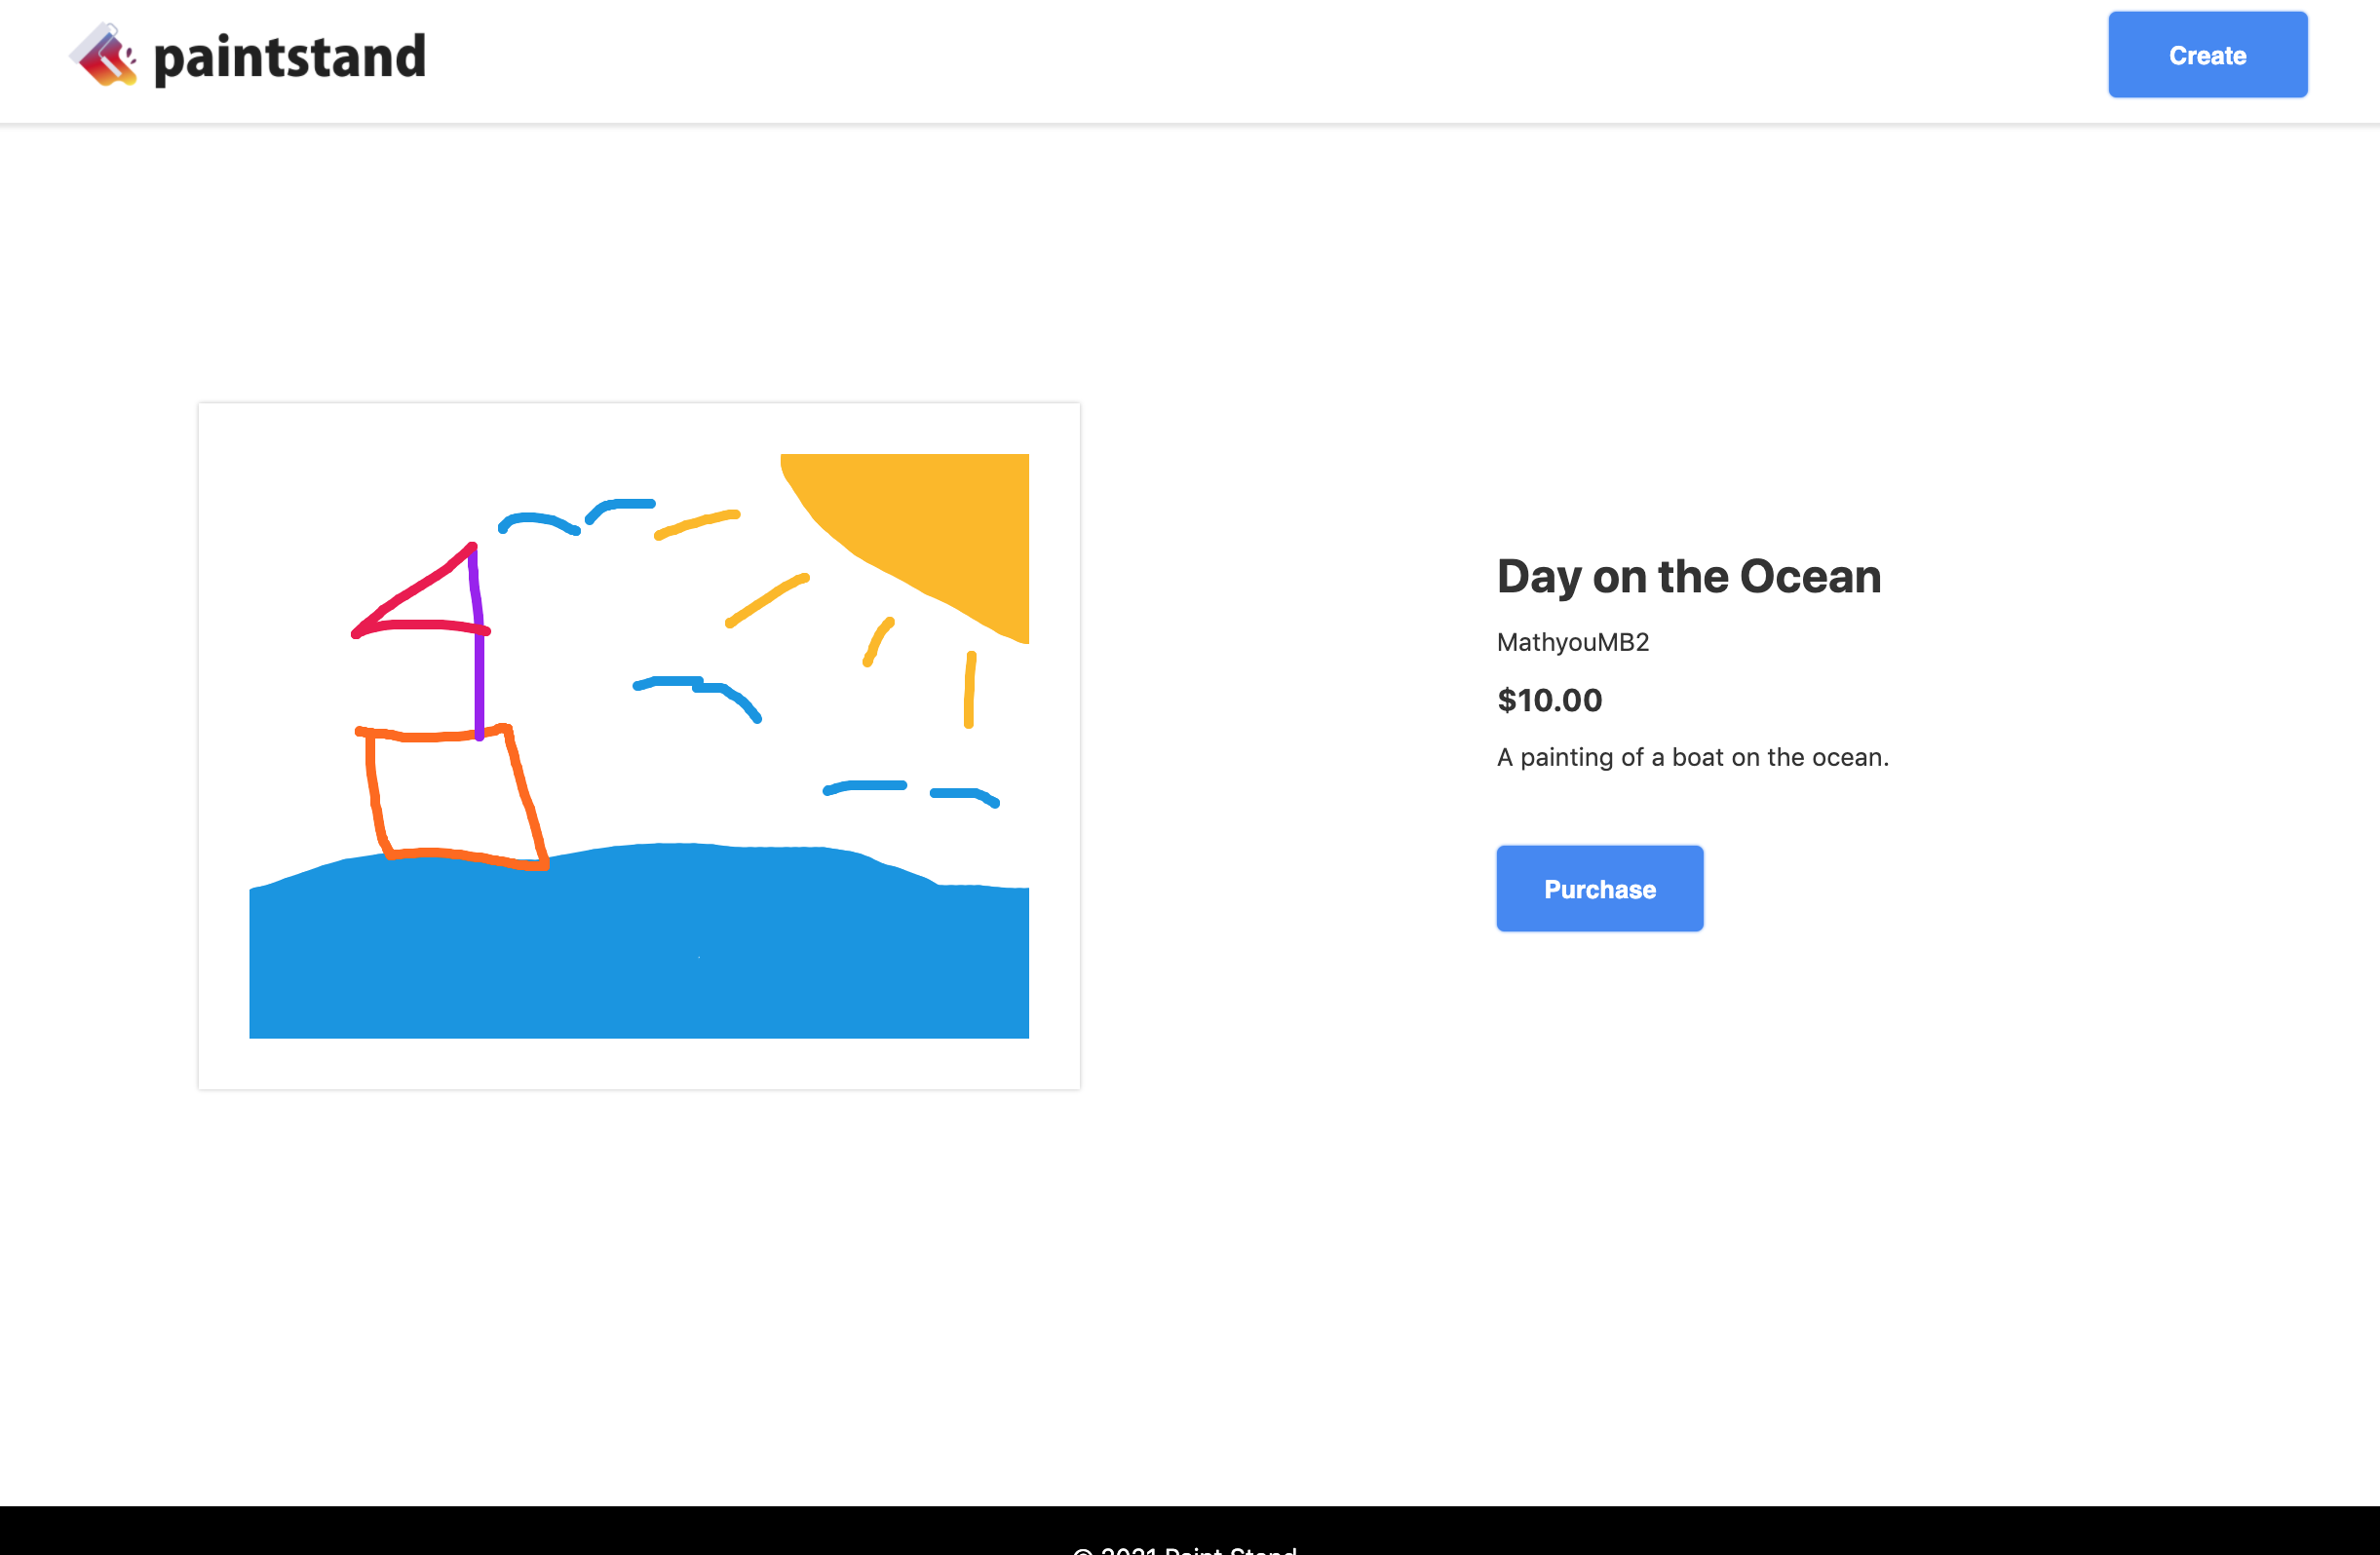 paintstand
Create
Day on the Ocean
MathyouMB2
$10.00
A painting of a boat on the ocean.
Purchase
© 2021 Paint Stand